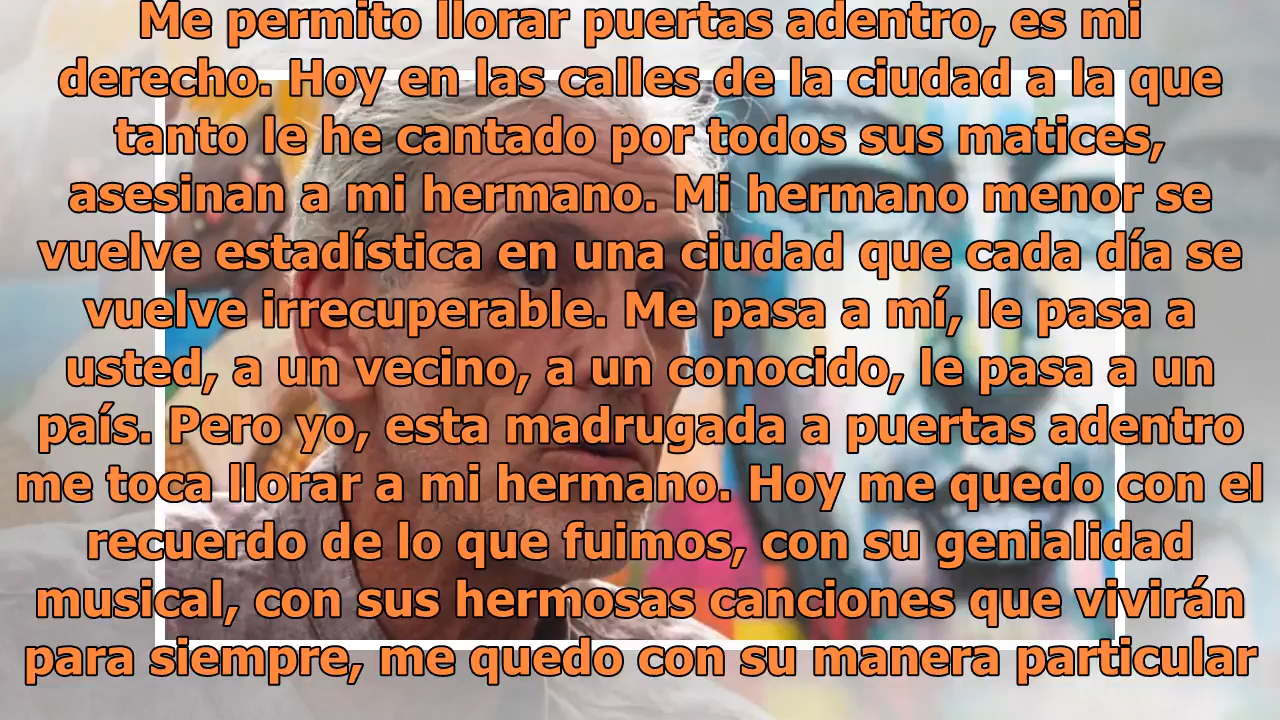 Me permito llorar puertas adentro, es mi
derecho. Hoy en las calles de la ciudad a la que
tanto le he cantado por todos sus matices,
asesinan a mi hermano. Mi hermano menor se
vuelve estadística en una ciudad que cada día se
vuelve irrecuperable. Me pasa a mí, le pasa a
usted, a un vecino, a un conocido, le pasa a un
país. Pero yo, esta madrugada a puertas adentro
me toca llorar a mi hermano. Hoy me quedo con el
recuerdo de lo que fuimos, con su genialidad
musical, con sus hermosas canciones que vivirán
para siempre, me quedo con su manera particular